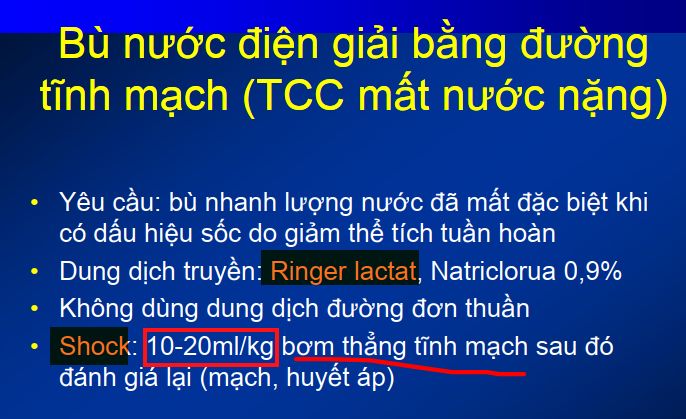 Bù nước điện giải bằng đường
tĩnh mạch (TCC mất nước nặng)
• Yêu cầu: bù nhanh lượng nước đã mất đặc biệt khi
có dấu hiệu sốc do giảm thể tích tuần hoàn
• Dung dịch truyền: Ringer lactat, Natriclorua 0,9%
• Không dùng dung dịch đường đơn thuần
• Shock: 10-20ml/kg bơm thẳng tĩnh mạch sau đó
đánh giá lại (mạch, huyết áp)